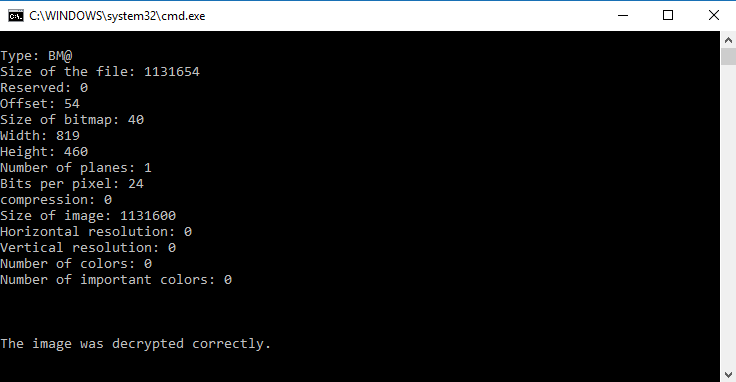 C:\WINDOWS\system32\cmd.exe
Type: BM@
Size of the file: 1131654
Reserved: 0
Offset: 54
Size of bitmap: 40
Width: 819
Height: 460
Number of planes: 1
Bits per pixel: 24
compression: 0
Size of image: 1131600
Horizontal resolution: 0
Vertical resolution: 0
Number of colors: 0
Number of important colors: 0
The image was decrypted correctly.